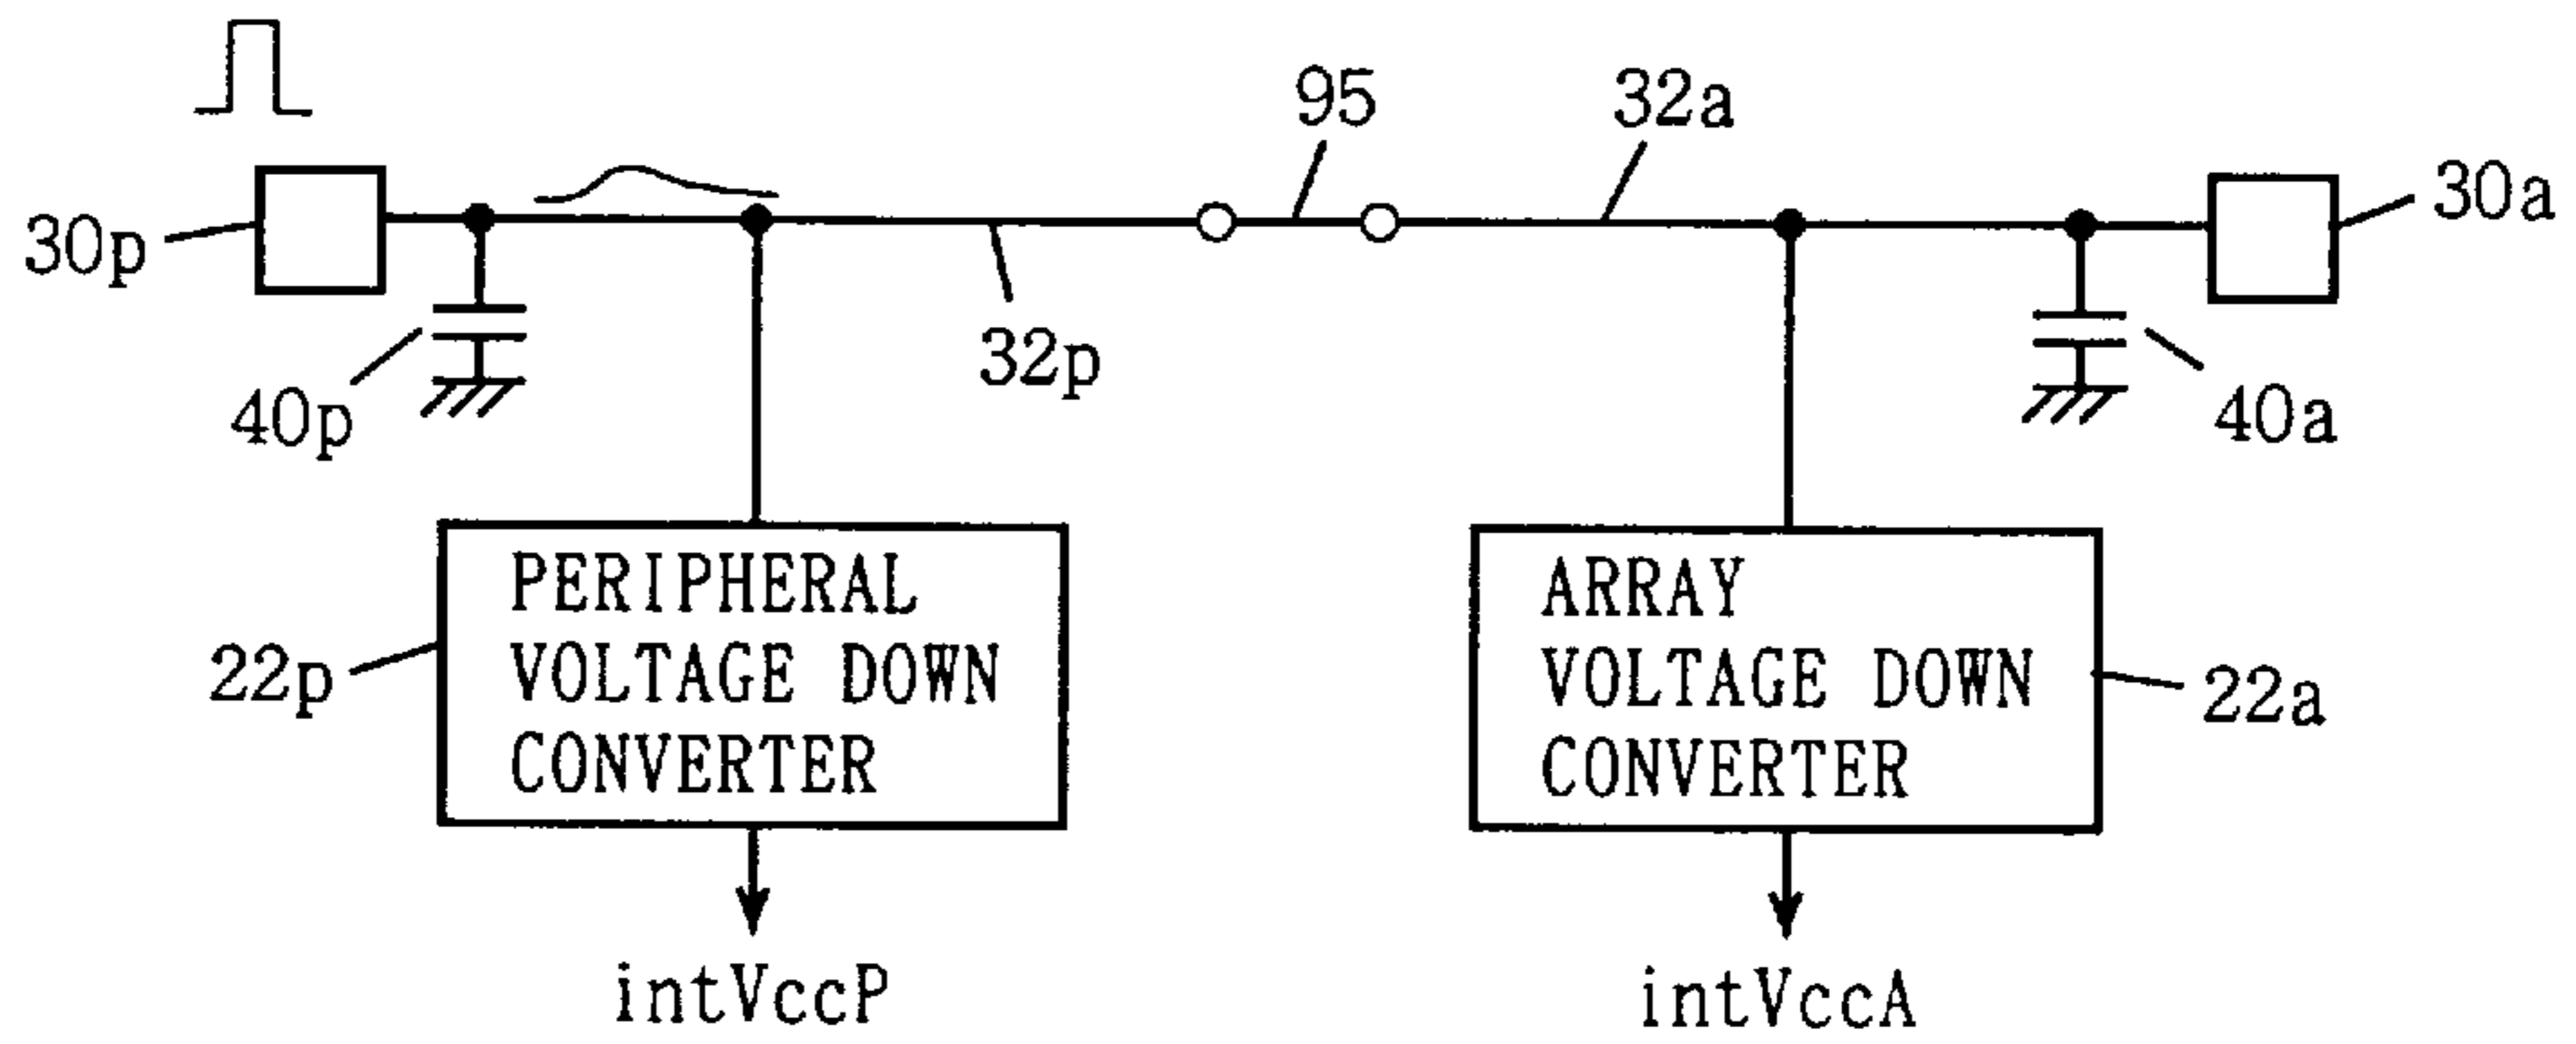 95
32a
30p
30a
32p
40p
40a
PERIPHERAL
VOLTAGE DOWN
CONVERTER
22p
ARRAY
VOLTAGE DOWN
CONVERTER
22a
intVccP
intVccA